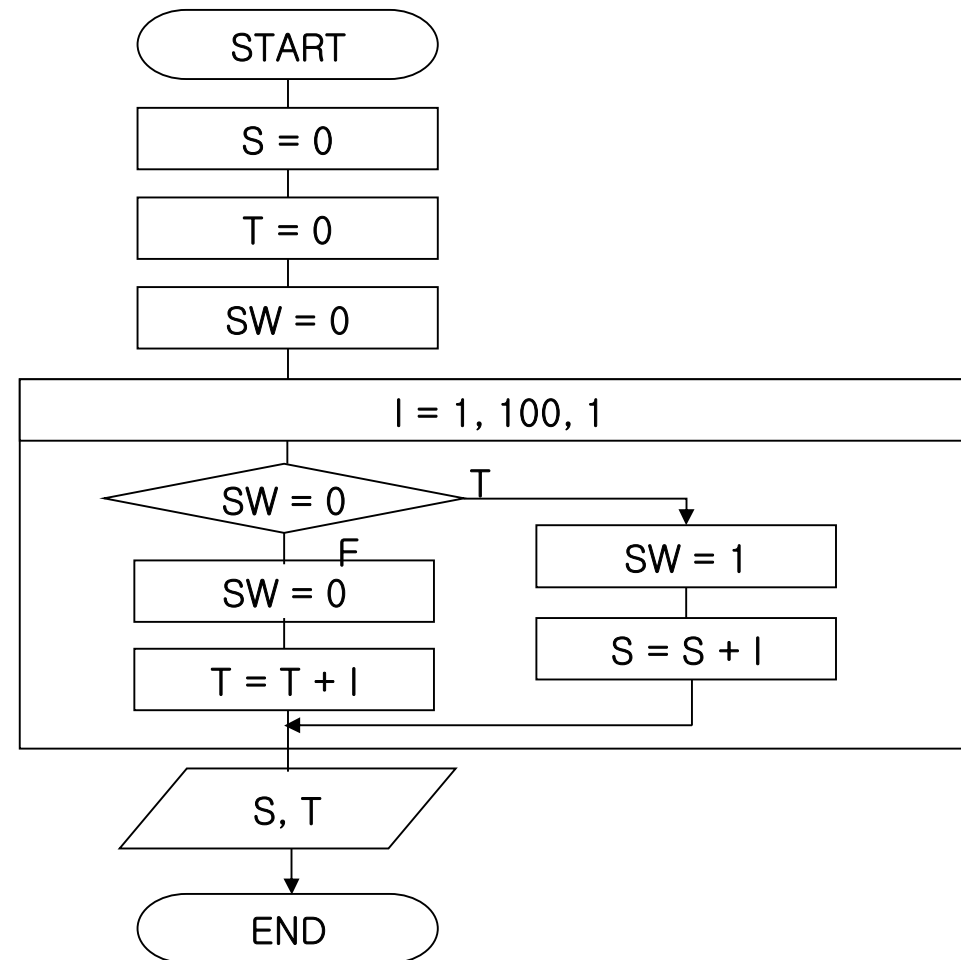 START
S = 0
T = 0
SW = 0
I = 1, 100, 1
SW = 0
T
F
SW = 0
T = T + I
SW = 1
S = S + I
S, T
END